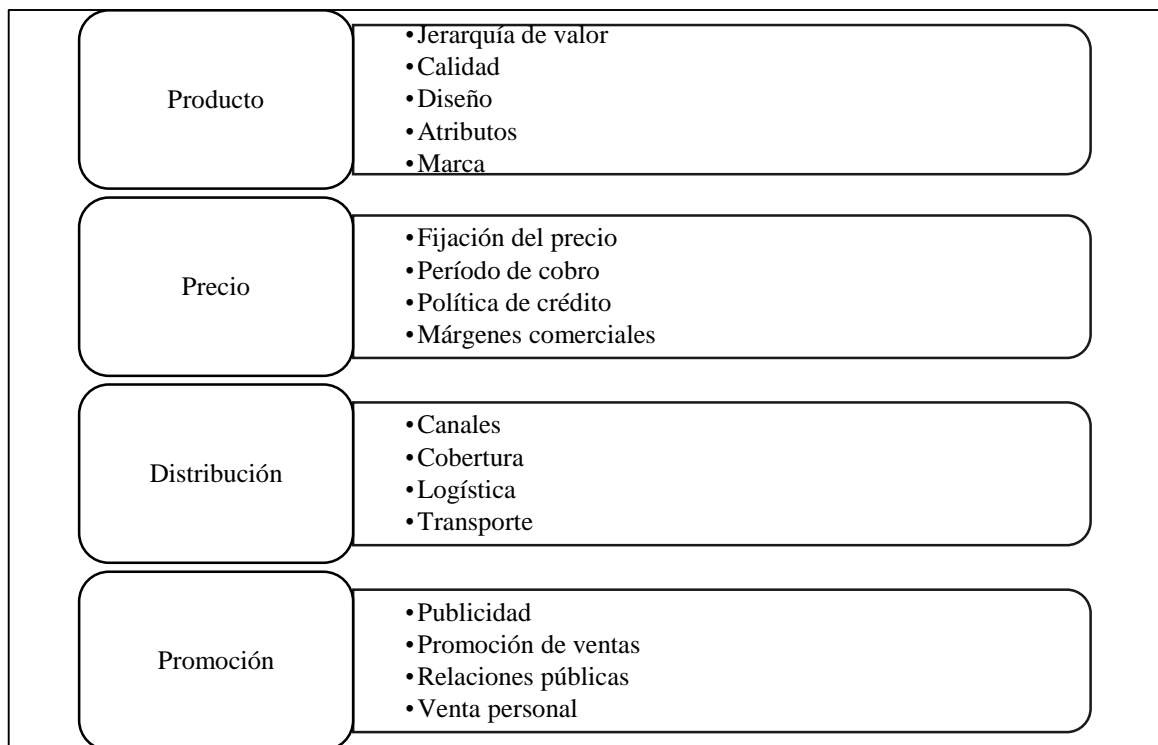 Producto
•Jerarquía de valor
•Calidad
•Diseño
•Atributos
•Marca
Precio
•Fijación del precio
•Período de cobro
•Política de crédito
•Márgenes comerciales
Distribución
•Canales
•Cobertura
•Logística
•Transporte
Promoción
•Publicidad
•Promoción de ventas
•Relaciones públicas
•Venta personal